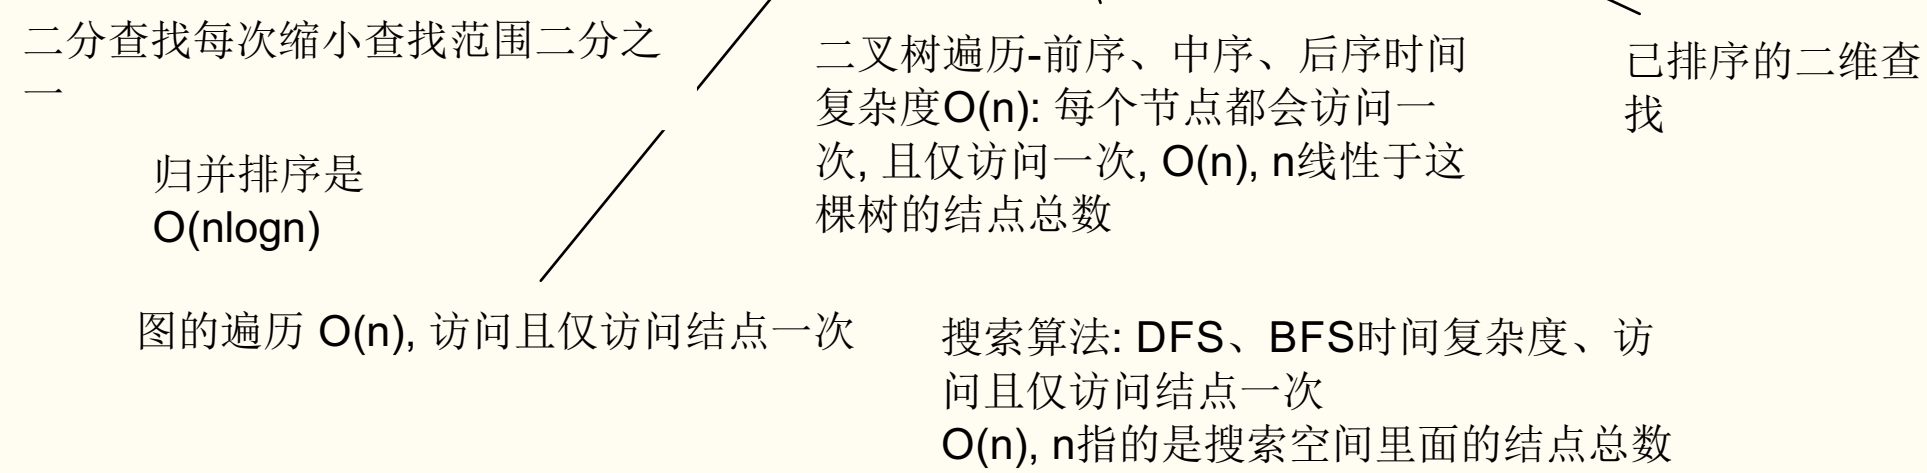 二分查找每次缩小查找范围二分之
一
二叉树遍历-前序、中序、后序时间
复杂度O(n): 每个节点都会访问一
次, 且仅访问一次, O(n), n线性于这
棵树的结点总数
已排序的二维查
找
归并排序是
O(nlogn)
图的遍历 O(n), 访问且仅访问结点一次
搜索算法: DFS、BFS时间复杂度、访
问且仅访问结点一次
O(n), n指的是搜索空间里面的结点总数